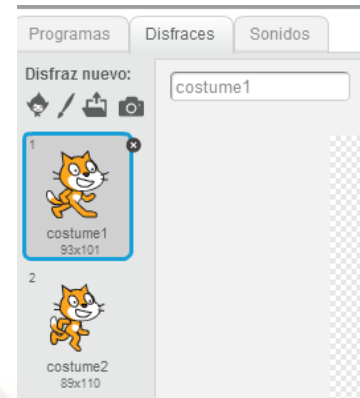 Programas Disfraces Sonidos
Disfraz nuevo:
costume1
1
costume1
93x101
2
costume2
89x110